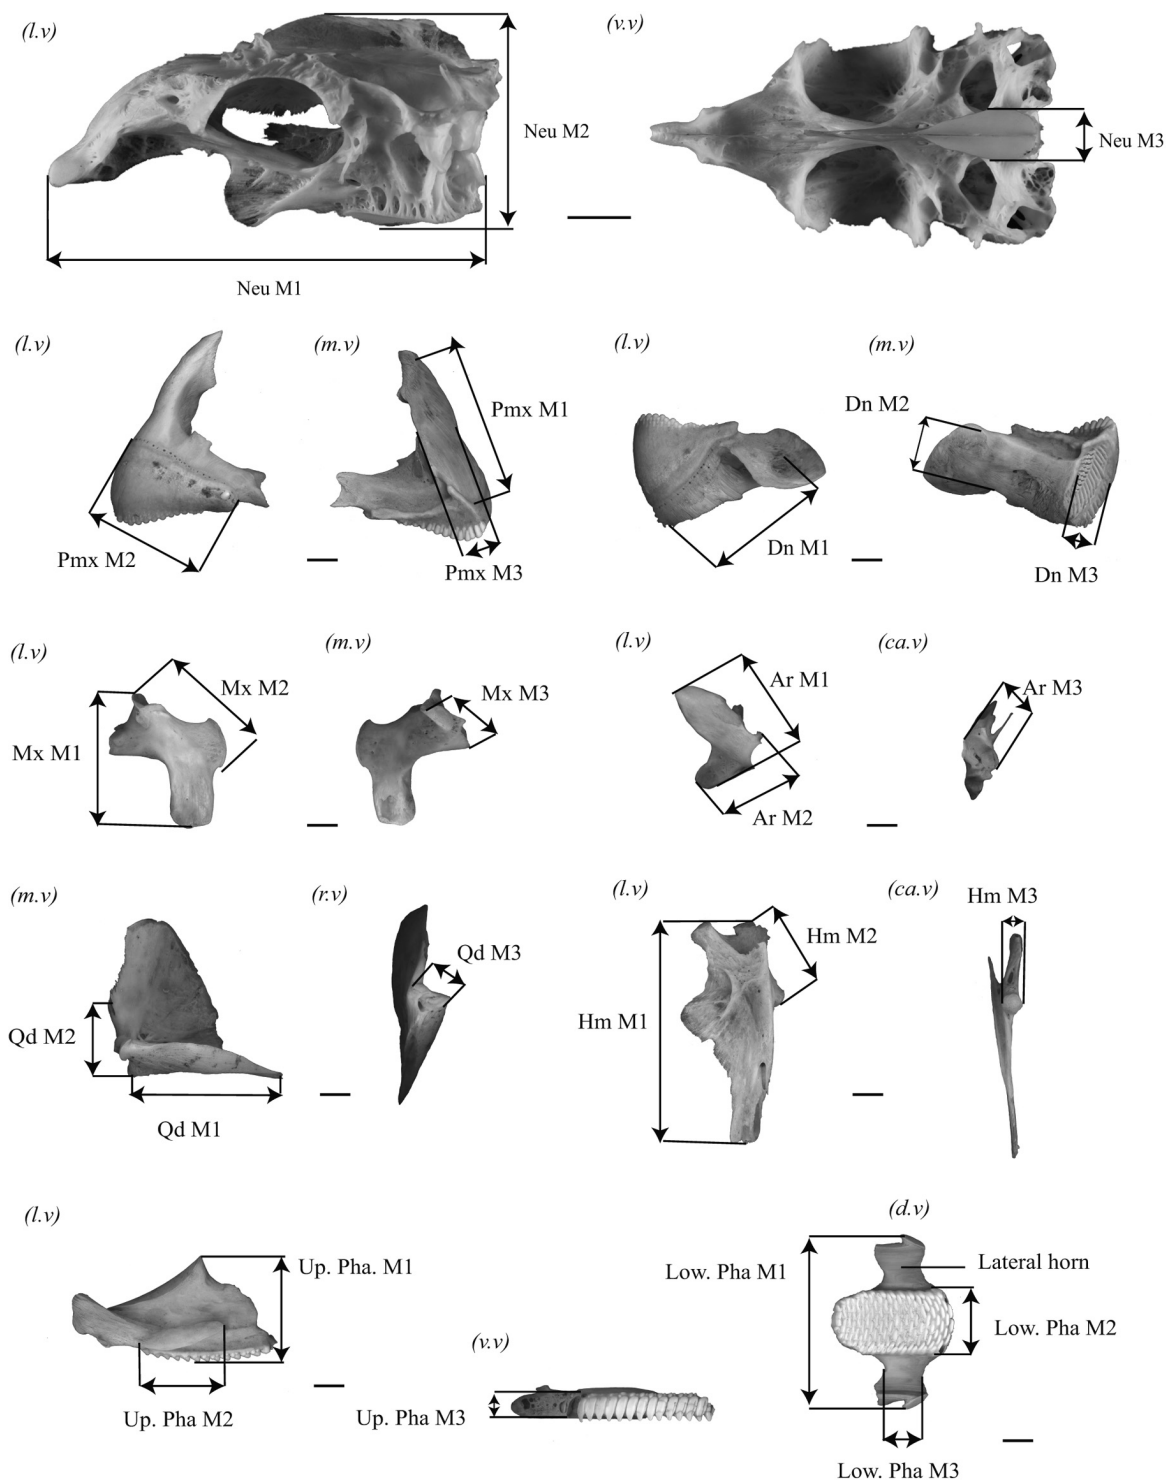 (l.v)
(v.v)
Neu M2
Neu M3
Neu M1
(l.v)
(m.v)
(l.v)
(m.v)
Pmx M1
Dn M2
Pmx M2
Pmx M3
Dn M1
Dn M3
(l.v)
(m.v)
(l.v)
(ca.v)
Mx M2
Mx M3
Ar M1
Ar M3
Mx M1
Ar M2
(m.v)
(r.v)
(l.v)
(ca.v)
Hm M3
Qd M3
Hm M2
Qd M2
Hm M1
Qd M1
(l.v)
(d.v)
Up. Pha. M1
Low. Pha M1
Lateral horn
Low. Pha M2
(v.v)
Up. Pha M2
Up. Pha M3
Low. Pha M3